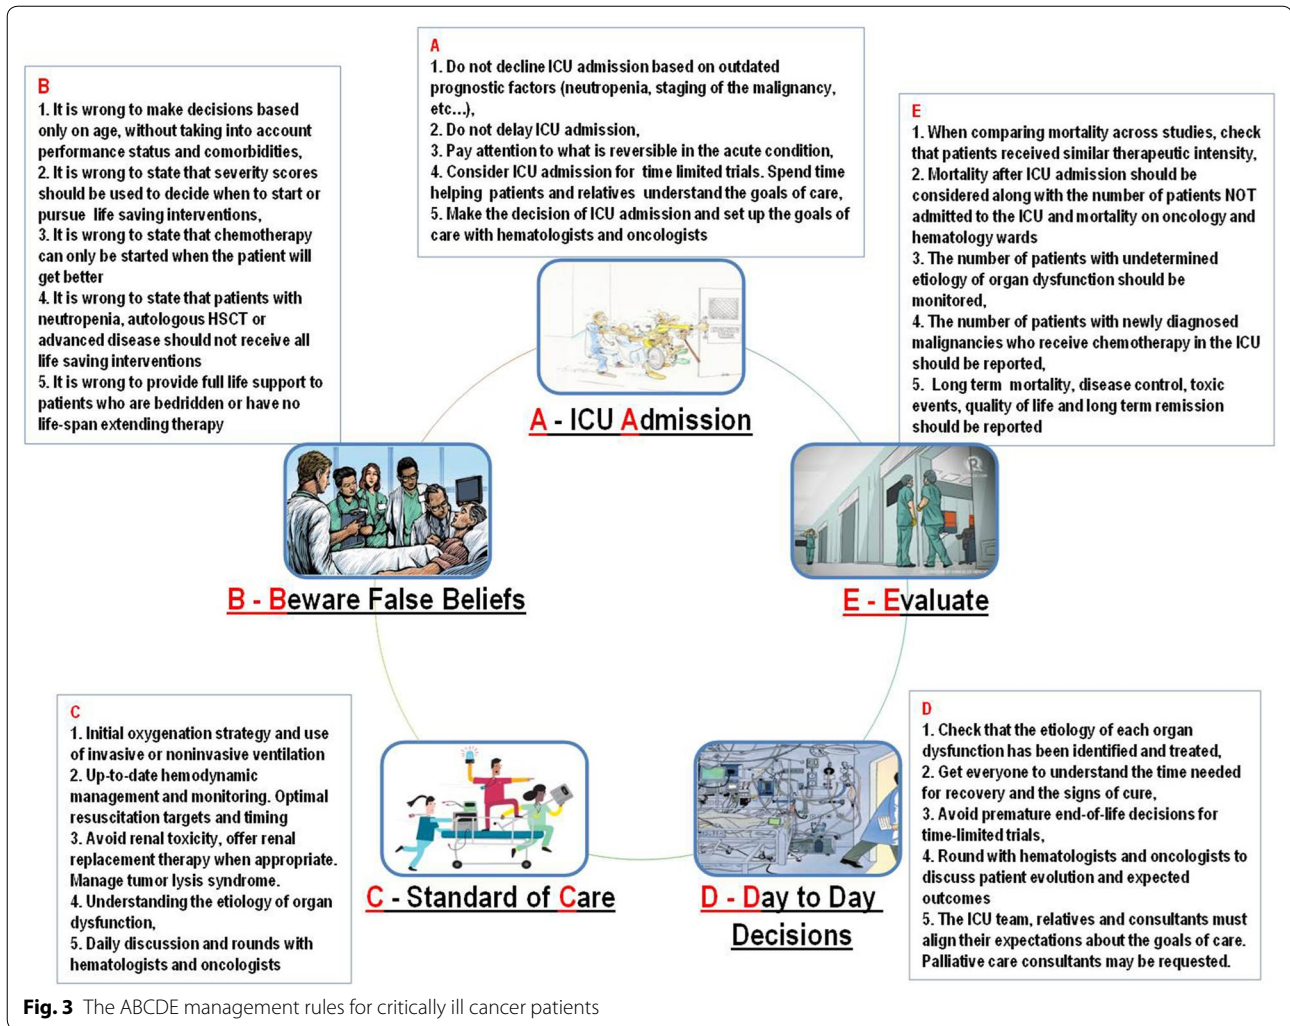 A
1. Do not decline ICU admission based on outdated
prognostic factors (neutropenia, staging of the malignancy,
etc...),
2. Do not delay ICU admission,
3. Pay attention to what is reversible in the acute condition,
4. Consider ICU admission for time limited trials. Spend time
helping patients and relatives understand the goals of care,
5. Make the decision of ICU admission and set up the goals of
care with hematologists and oncologists
A - ICU Admission
B
1. It is wrong to make decisions based
only on age, without taking into account
performance status and comorbidities,
2. It is wrong to state that severity scores
should be used to decide when to start or
pursue life saving interventions,
3. It is wrong to state that chemotherapy
can only be started when the patient will
get better
4. It is wrong to state that patients with
neutropenia, autologous HSCT or
advanced disease should not receive all
life saving interventions
5. It is wrong to provide full life support to
patients who are bedridden or have no
life-span extending therapy
B - Beware False Beliefs
E
1. When comparing mortality across studies, check
that patients received similar therapeutic intensity,
2. Mortality after ICU admission should be
considered along with the number of patients NOT
admitted to the ICU and mortality on oncology and
hematology wards
3. The number of patients with undetermined
etiology of organ dysfunction should be
monitored,
4. The number of patients with newly diagnosed
malignancies who receive chemotherapy in the ICU
should be reported,
5. Long term mortality, disease control, toxic
events, quality of life and long term remission
should be reported
E - Evaluate
C
1. Initial oxygenation strategy and use
of invasive or noninvasive ventilation
2. Up-to-date hemodynamic
management and monitoring. Optimal
resuscitation targets and timing
3. Avoid renal toxicity, offer renal
replacement therapy when appropriate.
Manage tumor lysis syndrome.
4. Understanding the etiology of organ
dysfunction,
5. Daily discussion and rounds with
hematologists and oncologists
C - Standard of Care
D
1. Check that the etiology of each organ
dysfunction has been identified and treated,
2. Get everyone to understand the time needed
for recovery and the signs of cure,
3. Avoid premature end-of-life decisions for
time-limited trials,
4. Round with hematologists and oncologists to
discuss patient evolution and expected
outcomes
5. The ICU team, relatives and consultants must
align their expectations about the goals of care.
Palliative care consultants may be requested.
D - Day to Day
Decisions
Fig. 3 The ABCDE management rules for critically ill cancer patients